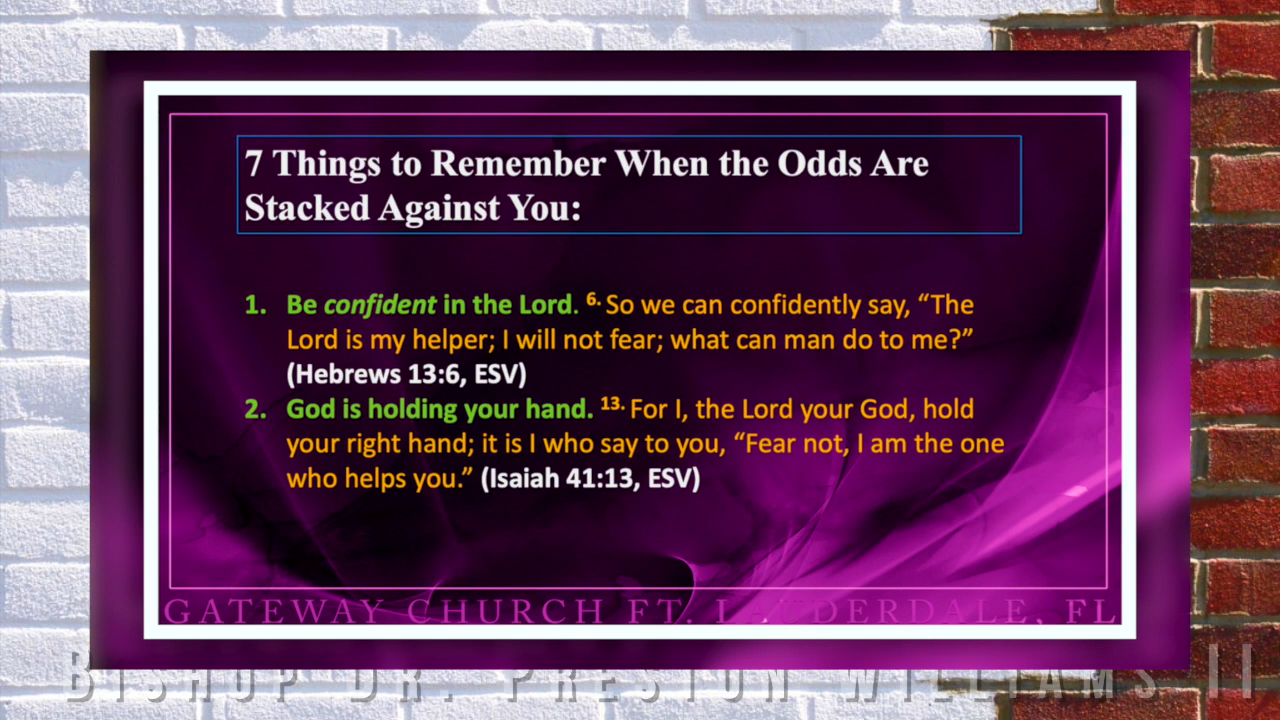 7 Things to Remember When the Odds Are
Stacked Against You:
1. Be confident in the Lord. 6. So we can confidently say, “The
Lord is my helper; I will not fear; what can man do to me?”
(Hebrews 13:6, ESV)
2. God is holding your hand. 13. For I, the Lord your God, hold
your right hand; it is I who say to you, “Fear not, I am the one
who helps you.” (Isaiah 41:13, ESV)
GATEWAY CHURCH FT. LAUDERDALE, FL
BISHOP DR. PRESTON WILLIAMS II